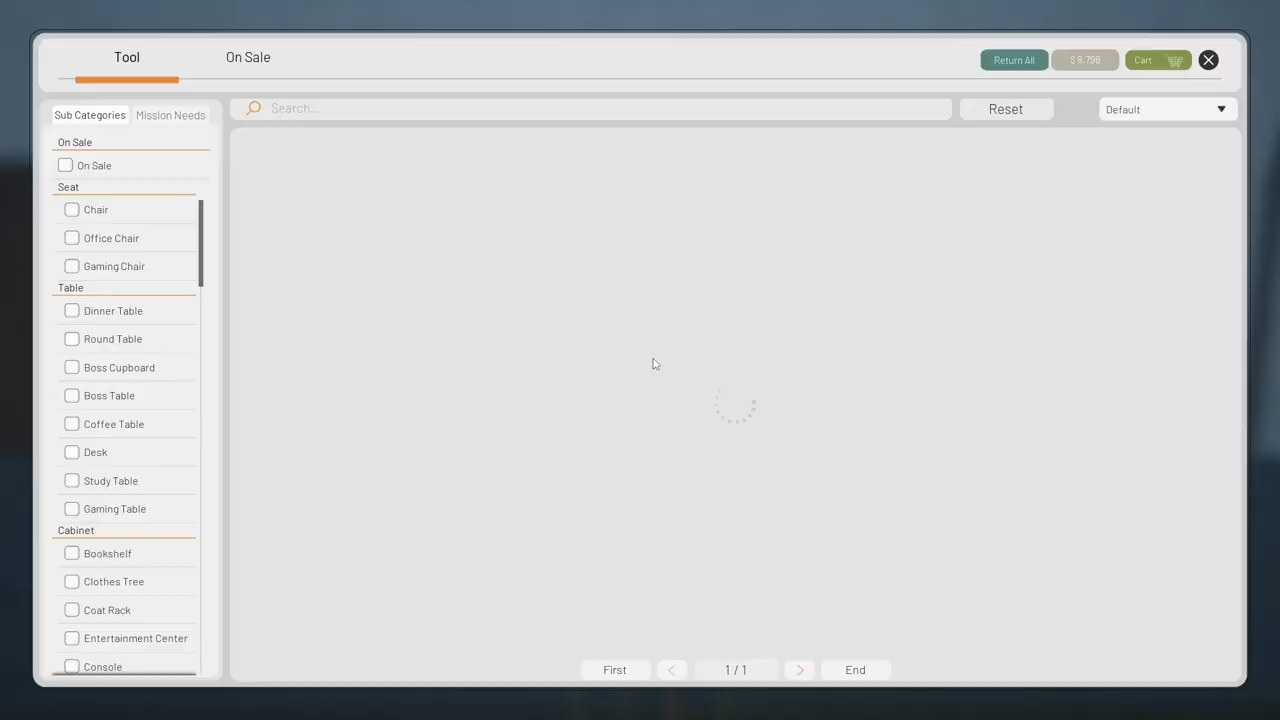 Tool
On Sale
Return All
$ 8,798
Cart
Sub Categories
Mission Needs
Search...
Reset
Default
On Sale
On Sale
Seat
Chair
Office Chair
Gaming Chair
Table
Dinner Table
Round Table
Boss Cupboard
Boss Table
Coffee Table
Desk
Study Table
Gaming Table
Cabinet
Bookshelf
Clothes Tree
Coat Rack
Entertainment Center
Console
First
1 / 1
End